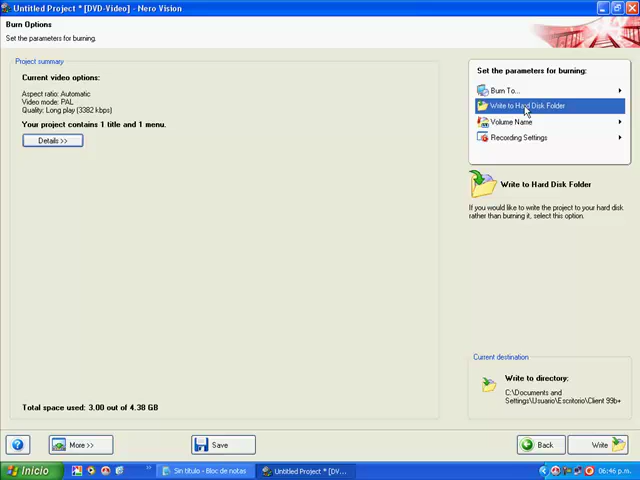 Untitled Project * [DVD-Video] - Nero Vision
Burn Options
Set the parameters for burning.
Project summary
Current video options:
Aspect ratio: Automatic
Video mode: PAL
Quality: Long play (3382 kbps)
Your project contains 1 title and 1 menu.
Details >>
Total space used: 3.00 out of 4.38 GB
Set the parameters for burning:
Burn To...
Write to Hard Disk Folder
Volume Name
Recording Settings
Write to Hard Disk Folder
If you would like to write the project to your hard disk
rather than burning it, select this option.
Current destination
Write to directory:
C:\Documents and
Settings\Usuario\Escritorio\Client 99b+
More >>
Save
Back
Write
Inicio
Sin título - Bloc de notas
Untitled Project * [DV...
06:46 p.m.